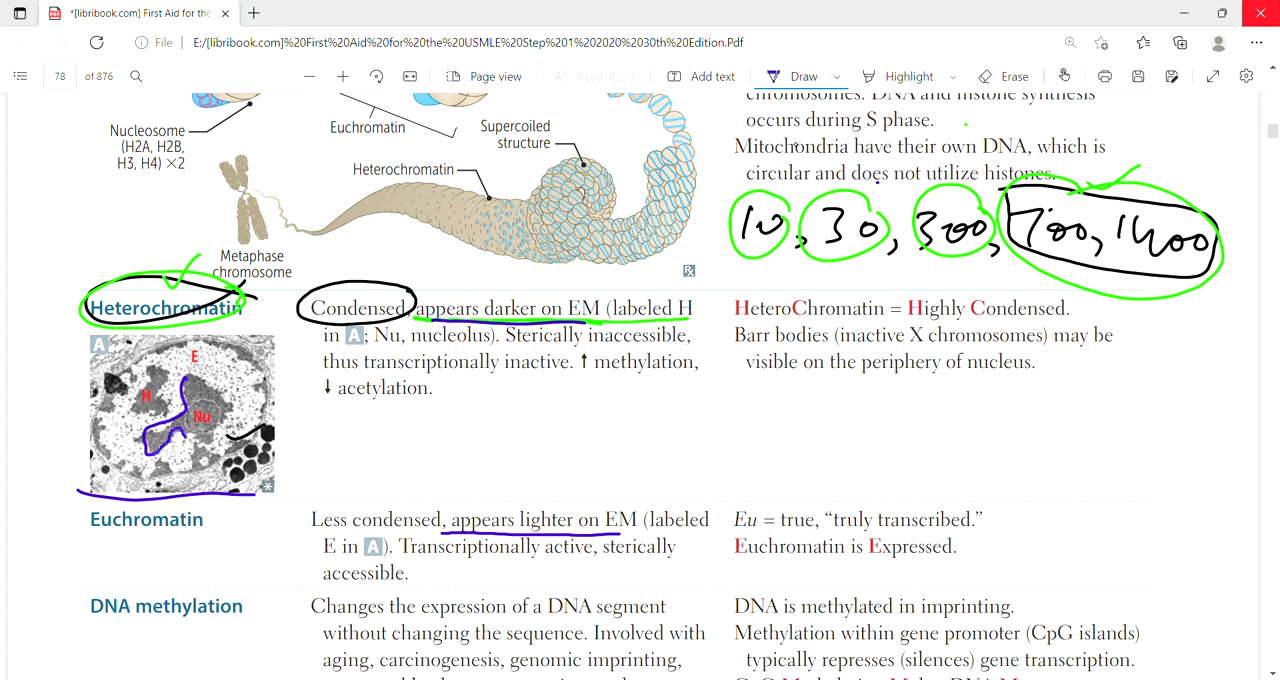 *[libribook.com] First Aid for the
File
E:/[libribook.com]%20First%20Aid%20for%20the%20USMLE%20Step%201%202020%2030th%20Edition.Pdf
78 of 876
Page view
Read aloud
Add text
Draw
Highlight
Erase
Nucleosome
(H2A, H2B,
H3, H4) ×2
Euchromatin
Supercoiled
structure
Heterochromatin
Metaphase
chromosome
chromosomes. DNA and histone synthesis
occurs during S phase.
Mitochondria have their own DNA, which is
circular and does not utilize histones.
10, 30, 300, 700, 1400
Heterochromatin
Condensed, appears darker on EM (labeled H
in A; Nu, nucleolus). Sterically inaccessible,
thus transcriptionally inactive. ↑ methylation,
↓ acetylation.
HeteroChromatin = Highly Condensed.
Barr bodies (inactive X chromosomes) may be
visible on the periphery of nucleus.
A
E
H
Nu
Euchromatin
Less condensed, appears lighter on EM (labeled
E in A). Transcriptionally active, sterically
accessible.
Eu = true, “truly transcribed.”
Euchromatin is Expressed.
DNA methylation
Changes the expression of a DNA segment
without changing the sequence. Involved with
aging, carcinogenesis, genomic imprinting,
DNA is methylated in imprinting.
Methylation within gene promoter (CpG islands)
typically represses (silences) gene transcription.